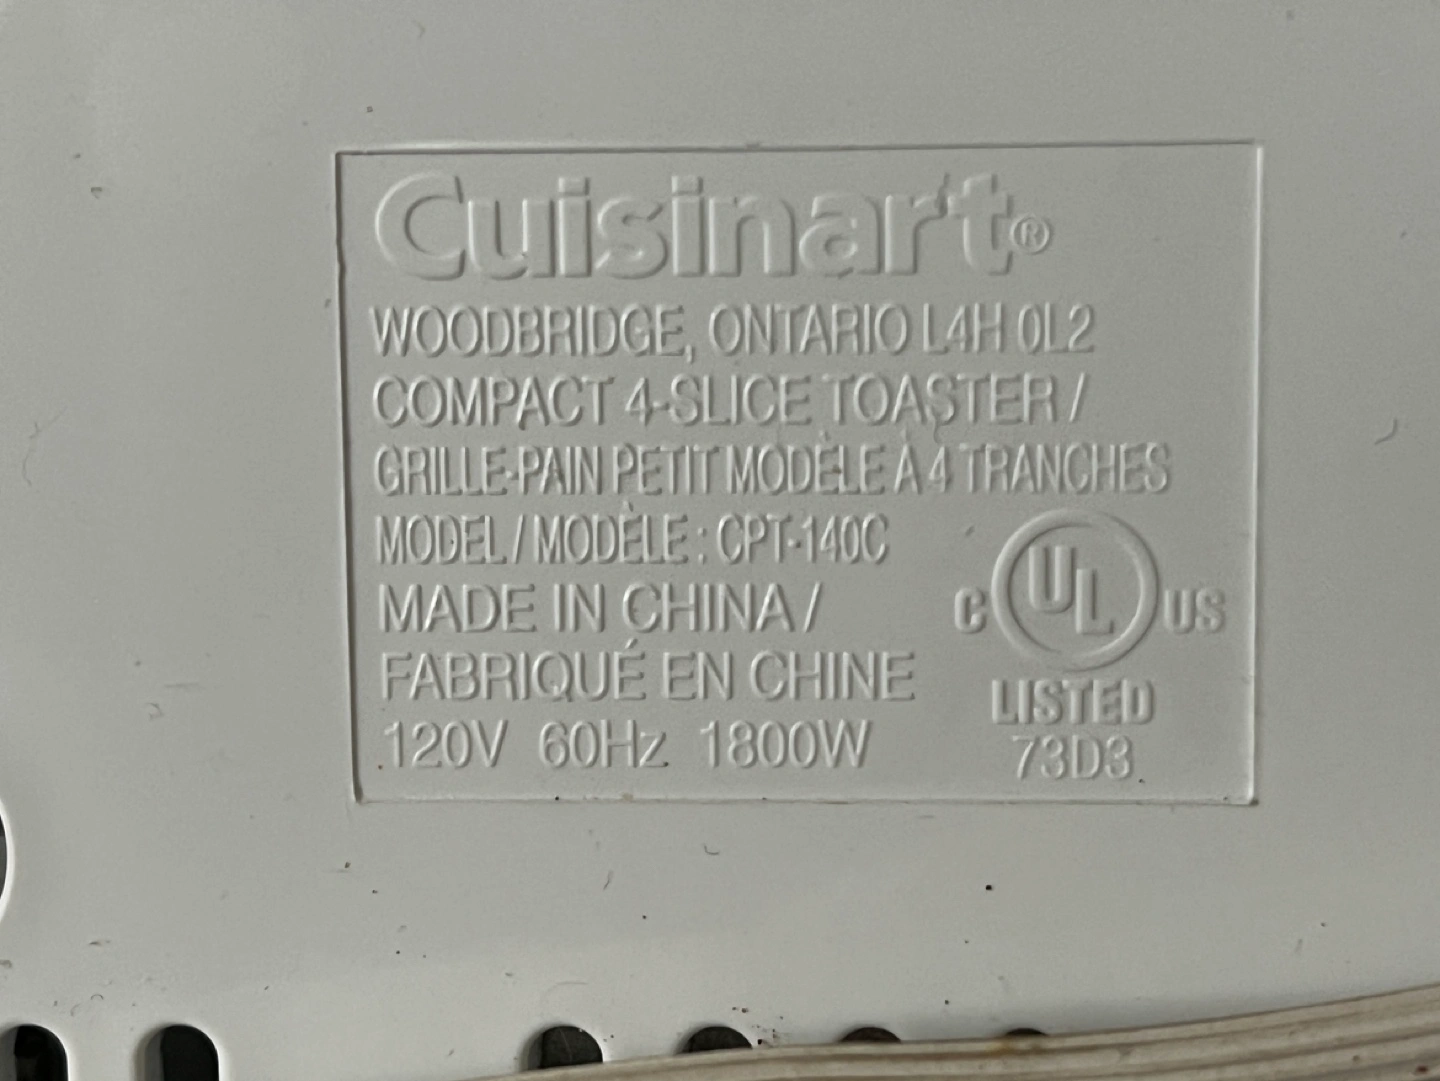 Cuisinart®
WOODBRIDGE, ONTARIO L4H 0L2
COMPACT 4-SLICE TOASTER /
GRILLE-PAIN PETIT MODÈLE À 4 TRANCHES
MODEL / MODÈLE : CPT-140C
MADE IN CHINA /
FABRIQUÉ EN CHINE
120V 60Hz 1800W
C UL US
LISTED
73D3